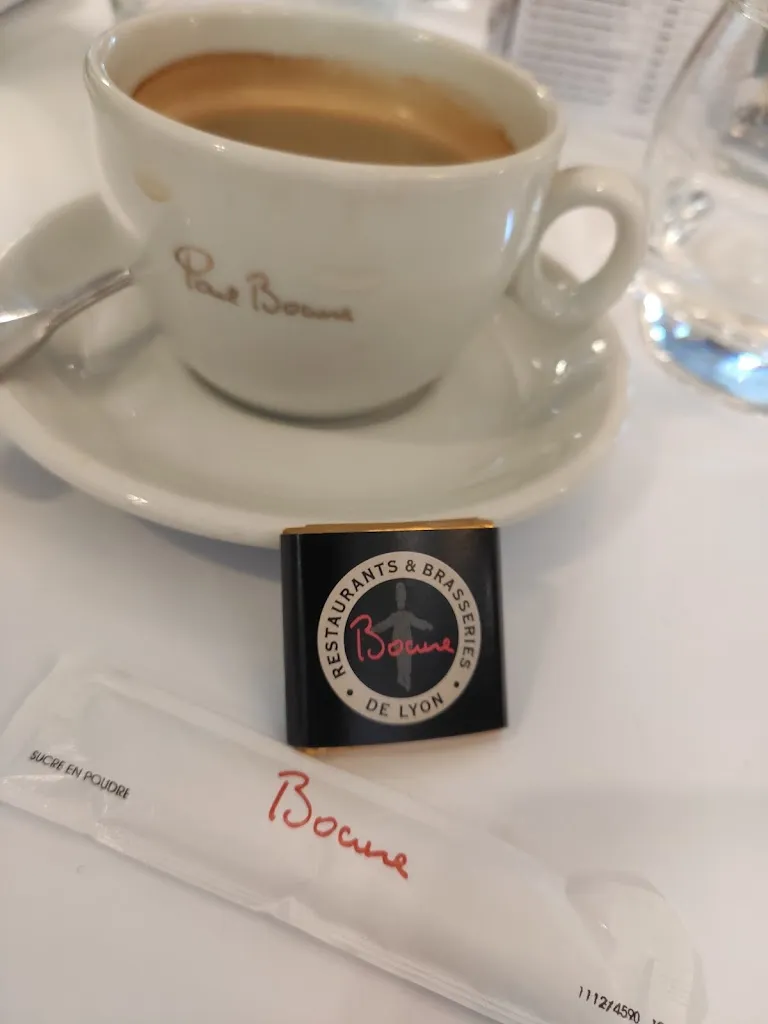 Paul Bocuse
RESTAURANTS & BRASSERIES
Bocuse
• DE LYON •
SUCRE EN POUDRE
Bocuse
1112/4590